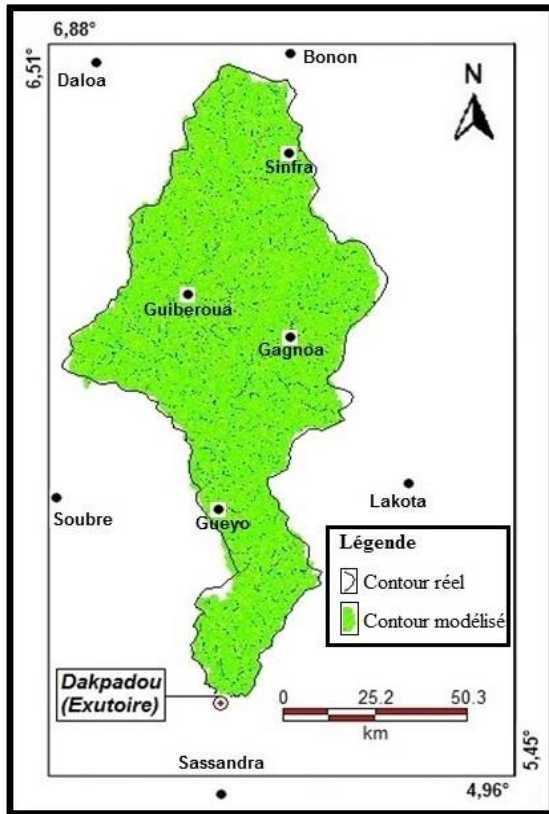 6,88°
6,51°
Daloa
Bonon
N
Sinfra
Guiberoua
Gagnoa
Soubre
Gueyo
Lakota
Légende
Contour réel
Contour modélisé
Dakpadou
(Exutoire)
0 25.2 50.3
km
Sassandra
5,45°
4,96°